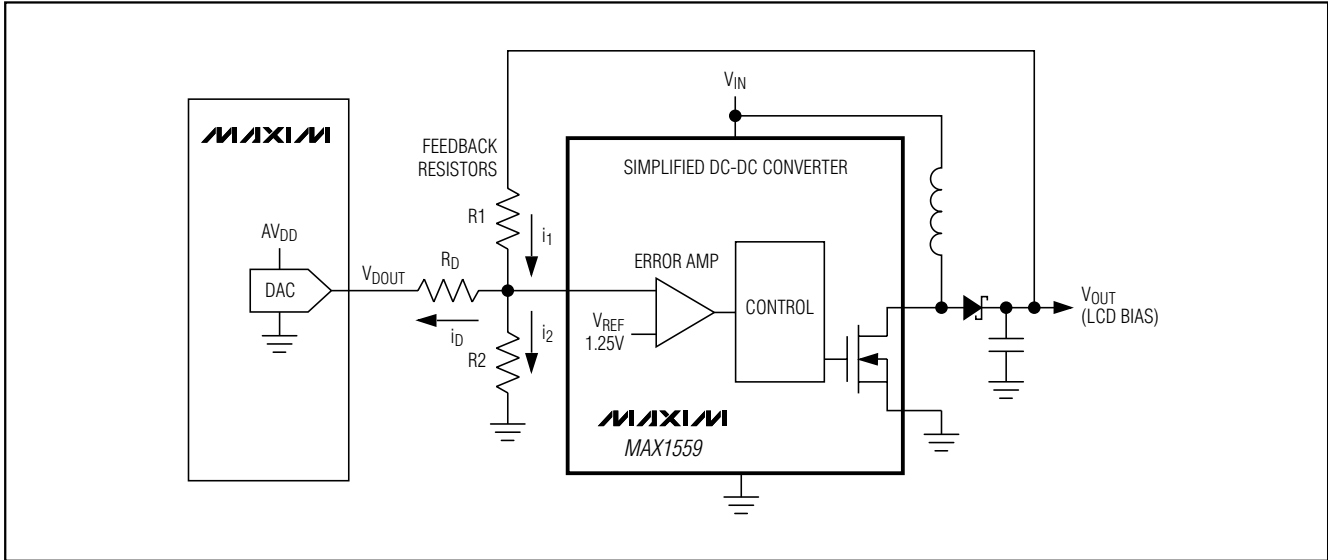 MAXIM
AVDD
DAC
VDOUT
RD
iD
FEEDBACK
RESISTORS
R1
i1
R2
i2
VIN
SIMPLIFIED DC-DC CONVERTER
ERROR AMP
VREF
1.25V
CONTROL
MAXIM
MAX1559
VOUT
(LCD BIAS)